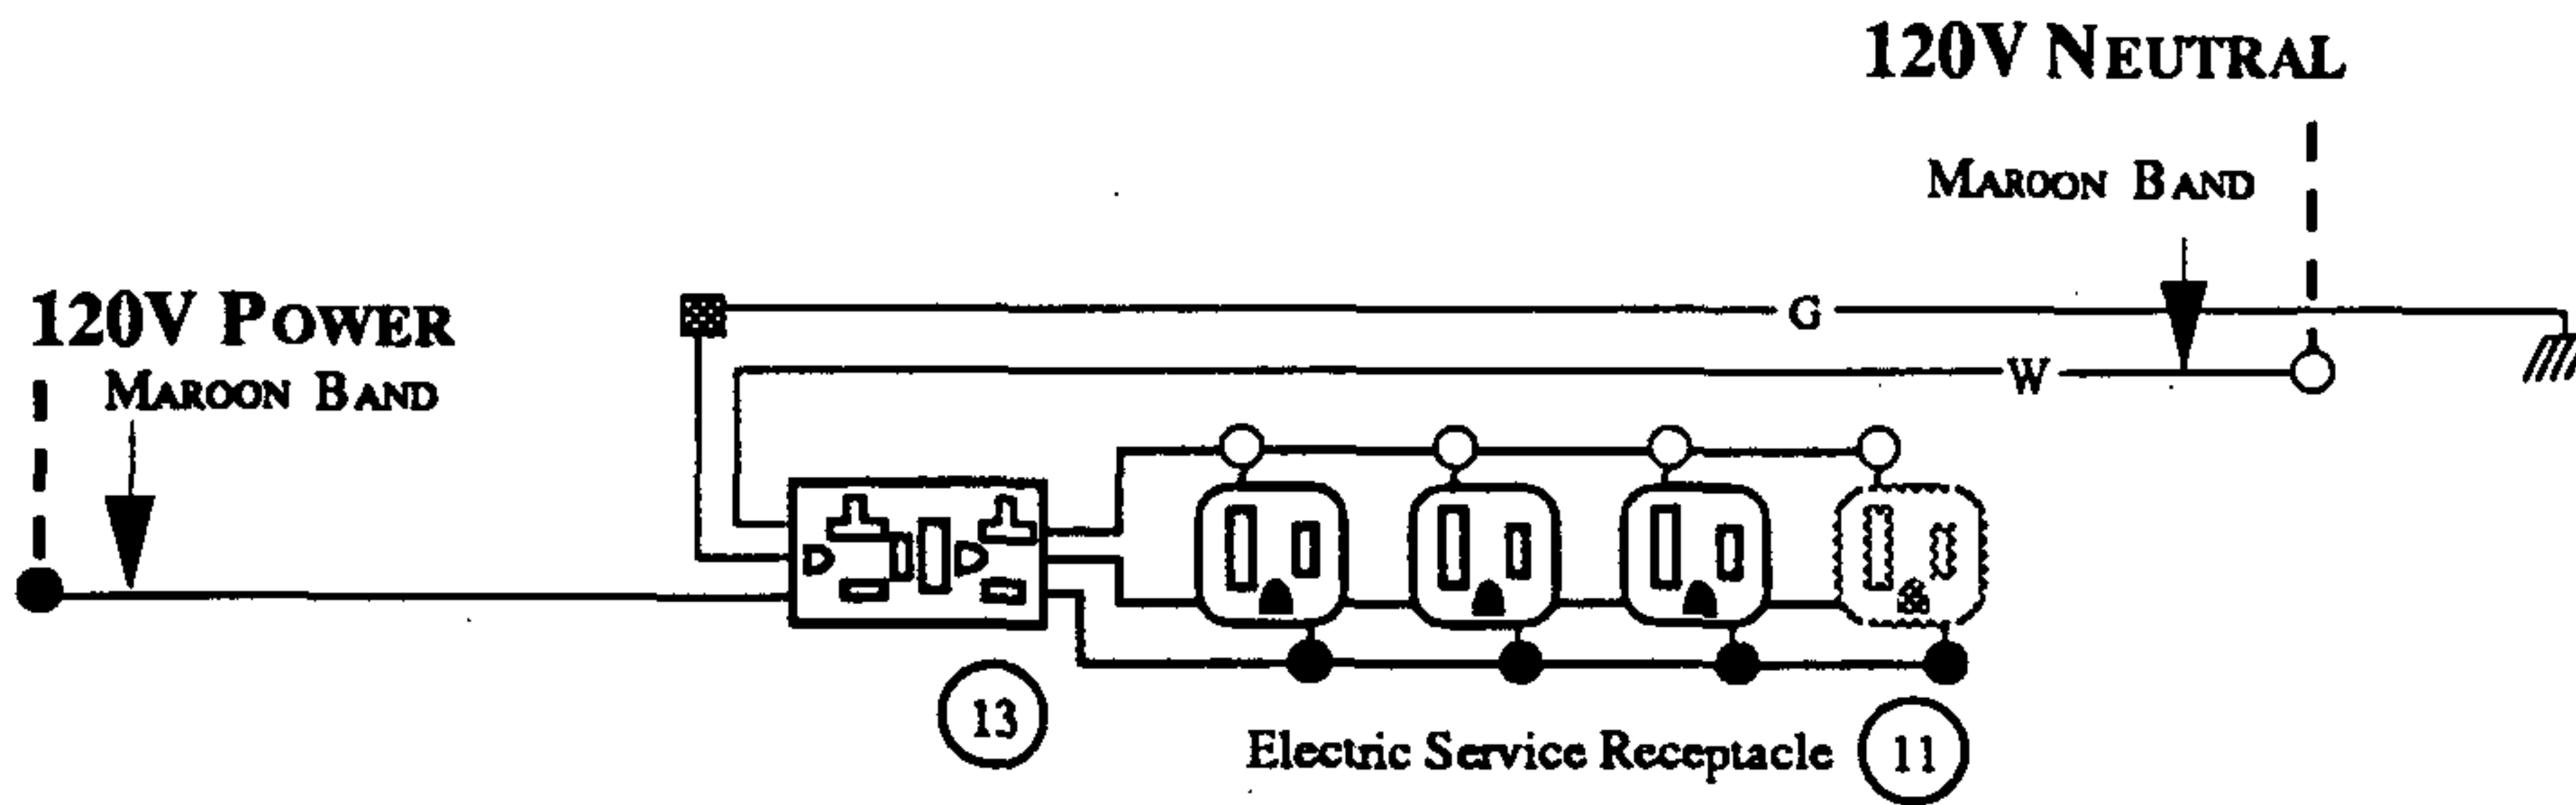 120V NEUTRAL
MAROON BAND
120V POWER
MAROON BAND
G
W
13
Electric Service Receptacle 11